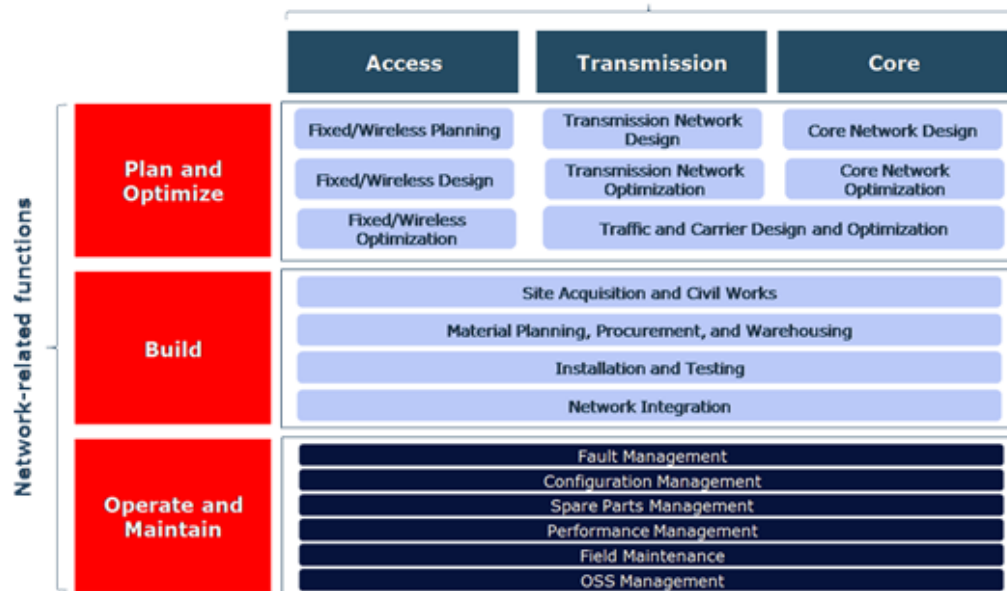 Access
Transmission
Core
Network-related functions
Plan and
Optimize
Fixed/Wireless Planning
Transmission Network
Design
Core Network Design
Fixed/Wireless Design
Transmission Network
Optimization
Core Network
Optimization
Fixed/Wireless
Optimization
Traffic and Carrier Design and Optimization
Build
Site Acquisition and Civil Works
Material Planning, Procurement, and Warehousing
Installation and Testing
Network Integration
Operate and
Maintain
Fault Management
Configuration Management
Spare Parts Management
Performance Management
Field Maintenance
OSS Management